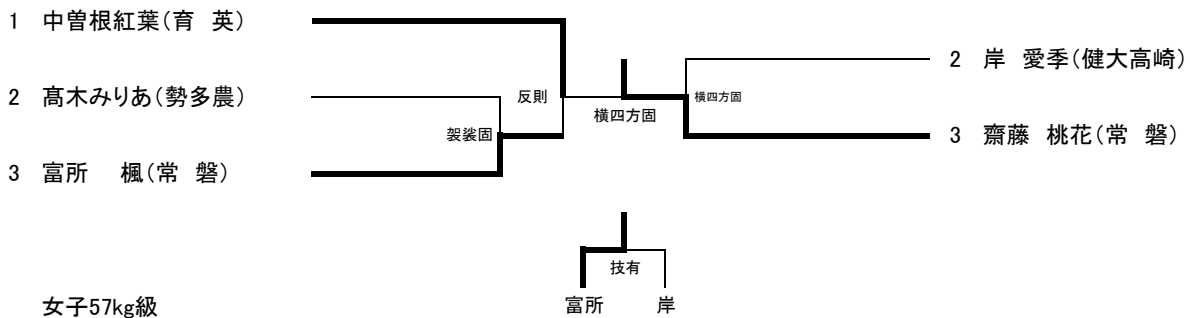 1 中曽根紅葉(育　英)
2 岸　愛季(健大高崎)
2 髙木みりあ(勢多農)
反則
横四方固
横四方固
袈裟固
3 齋藤　桃花(常　磐)
3 富所　楓(常　磐)
技有
富所
岸
女子57kg級